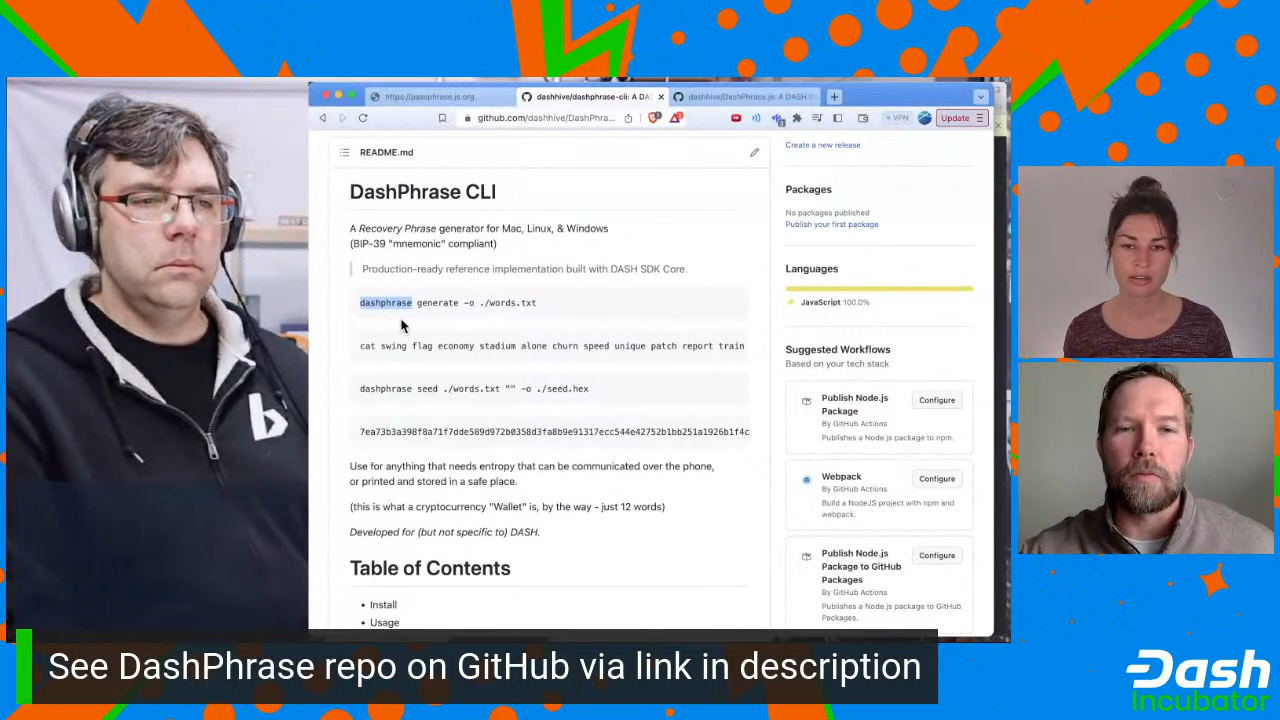 https://passphrase.js.org
dashhive/dashphrase-cli: A DA
dashhive/DashPhrase.js: A DASH
github.com/dashhive/DashPhra...
VPN
Update
README.md
DashPhrase CLI
A Recovery Phrase generator for Mac, Linux, & Windows
(BIP-39 "mnemonic" compliant)
Production-ready reference implementation built with DASH SDK Core.
dashphrase generate -o ./words.txt
cat swing flag economy stadium alone churn speed unique patch report train
dashphrase seed ./words.txt "" -o ./seed.hex
7ea73b3a398f8a71f7dde589d972b0358d3fa8b9e91317ecc544e42752b1bb251a1926b1f4c
Use for anything that needs entropy that can be communicated over the phone,
or printed and stored in a safe place.
(this is what a cryptocurrency "Wallet" is, by the way - just 12 words)
Developed for (but not specific to) DASH.
Table of Contents
• Install
• Usage
Create a new release
Packages
No packages published
Publish your first package
Languages
JavaScript 100.0%
Suggested Workflows
Based on your tech stack
Publish Node.js
Package
Configure
By GitHub Actions
Publishes a Node.js package to npm.
Webpack
Configure
By GitHub Actions
Build a NodeJS project with npm and
webpack.
Publish Node.js
Package to GitHub
Packages
Configure
By GitHub Actions
Publishes a Node.js package to GitHub
Packages.
See DashPhrase repo on GitHub via link in description
Dash
Incubator